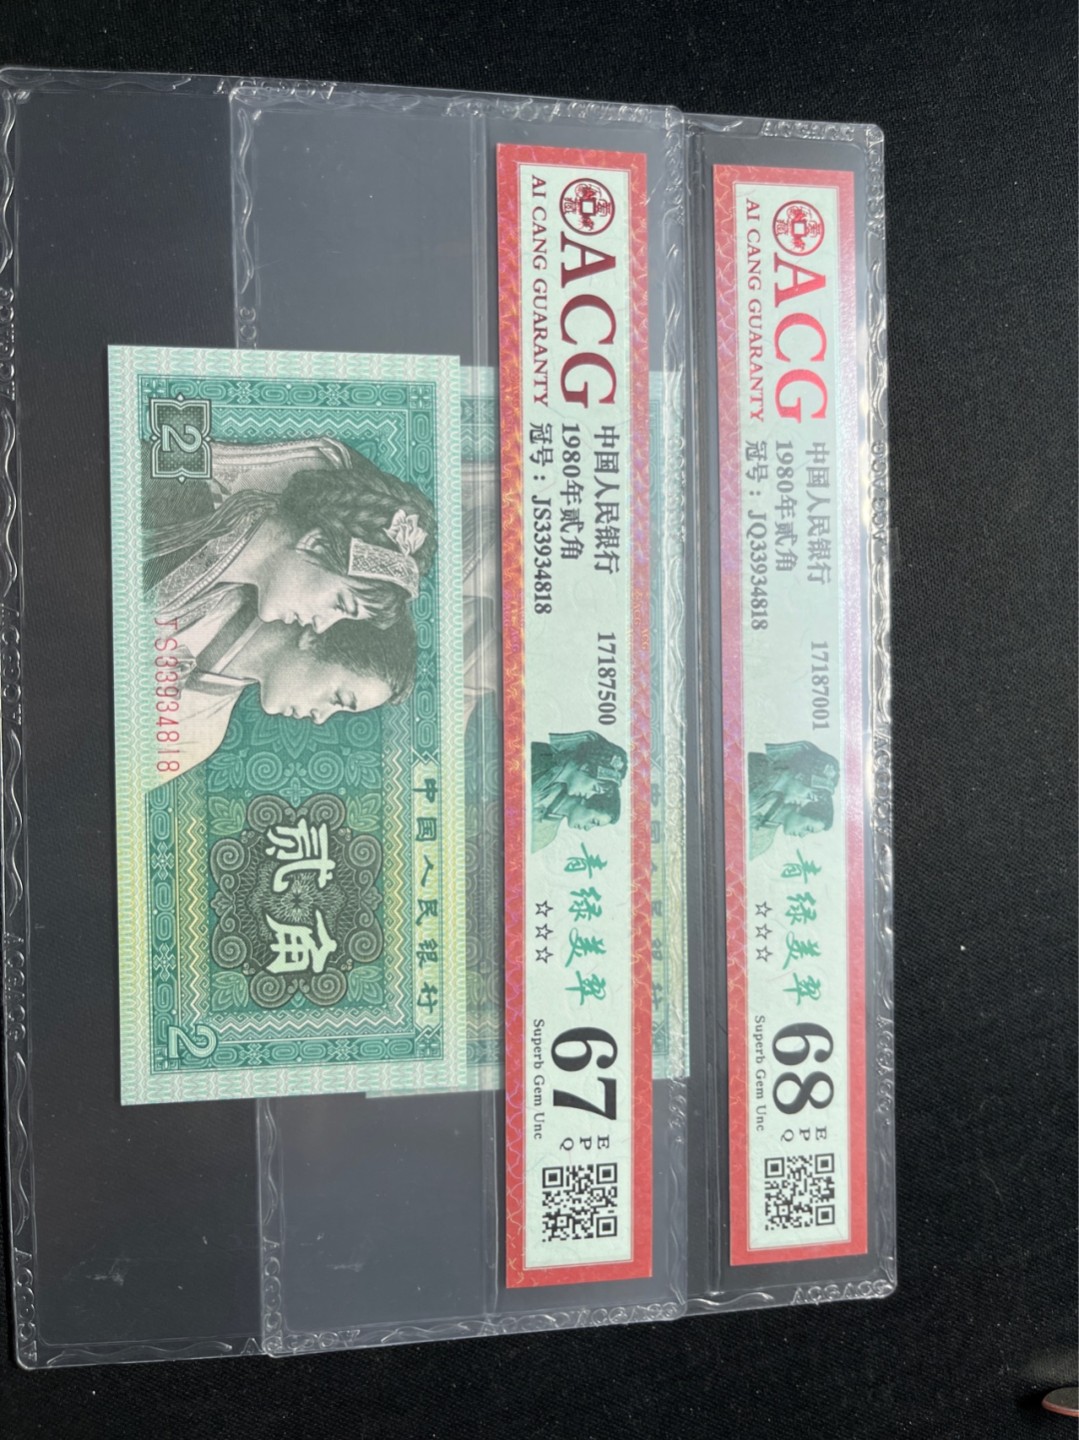 ACG
AI CANG GUARANTY
中国人民银行
1980年贰角
冠号：JQ33934818
17187001
青绿美翠
☆☆☆
68
EPQ
Superb Gem Unc
ACG
AI CANG GUARANTY
中国人民银行
1980年贰角
冠号：JS33934818
17187500
青绿美翠
☆☆☆
67
EPQ
Superb Gem Unc
中国人民银行
贰角
2
2
JS33934818